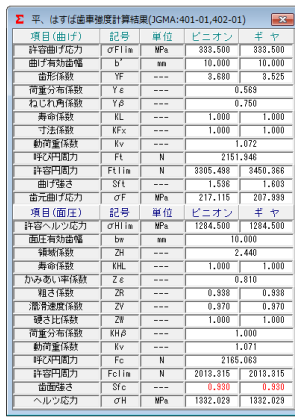 Σ 平、はすば歯車強度計算結果(JGMA:401-01,402-01)
項目(曲げ) 記号 単位 ピニオン ギヤ
許容曲げ応力 σFlim MPa 333.500 333.500
曲げ有効歯幅 b' mm 10.000 10.000
歯形係数 YF --- 3.680 3.525
荷重分布係数 Yε --- 0.569
ねじれ角係数 Yβ --- 0.750
寿命係数 KL --- 1.000 1.000
寸法係数 KFx --- 1.000 1.000
動荷重係数 Kv --- 1.072
呼び円周力 Ft N 2151.946
許容円周力 Ftlim N 3305.498 3450.366
曲げ強さ Sft --- 1.536 1.603
歯元曲げ応力 σF MPa 217.115 207.999
項目(面圧) 記号 単位 ピニオン ギヤ
許容ヘルツ応力 σHlim MPa 1284.500 1284.500
面圧有効歯幅 bw mm 10.000
領域係数 ZH --- 2.440
寿命係数 KHL --- 1.000 1.000
かみあい率係数 Zε --- 0.810
粗さ係数 ZR --- 0.938 0.938
潤滑速度係数 ZV --- 0.970 0.970
硬さ比係数 ZW --- 1.000 1.000
荷重分布係数 KHβ --- 1.000
動荷重係数 Kv --- 1.071
呼び円周力 Fc N 2165.063
許容円周力 Fclim N 2013.315 2013.315
歯面強さ Sfc --- 0.930 0.930
ヘルツ応力 σH MPa 1332.029 1332.029